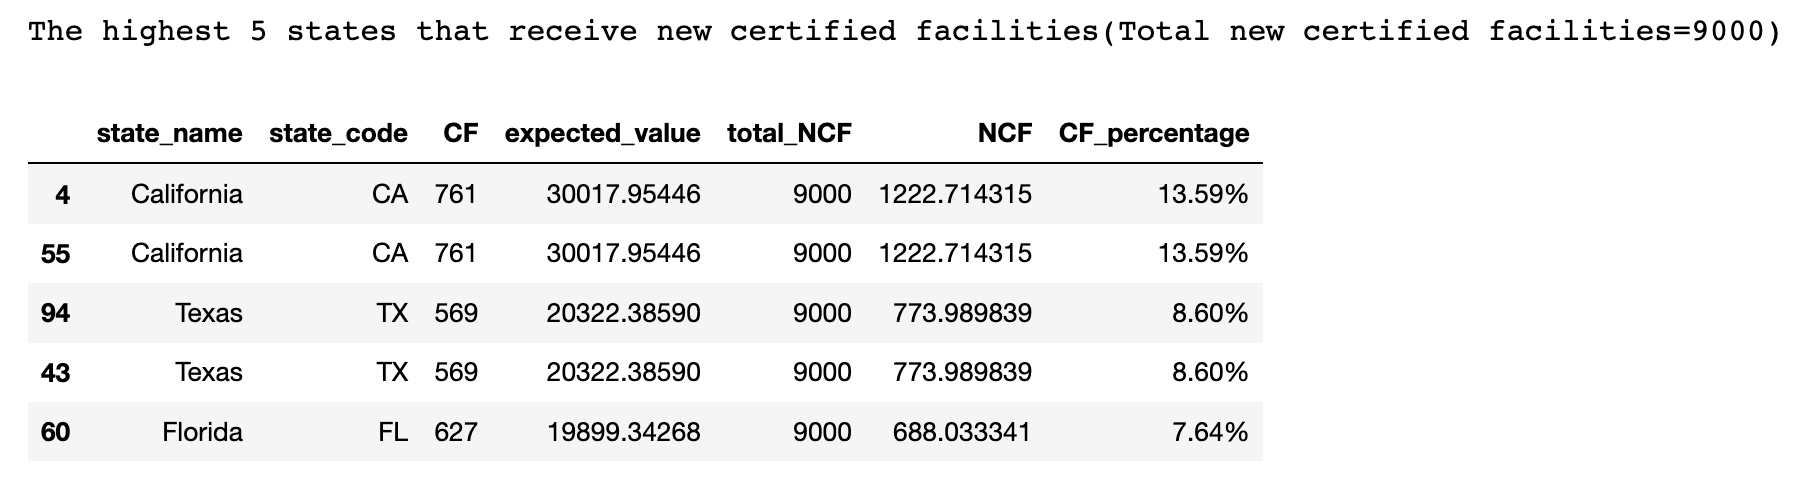 The highest 5 states that receive new certified facilities(Total new certified facilities=9000)
state_name state_code CF expected_value total_NCF NCF CF_percentage
4 California CA 761 30017.95446 9000 1222.714315 13.59%
55 California CA 761 30017.95446 9000 1222.714315 13.59%
94 Texas TX 569 20322.38590 9000 773.989839 8.60%
43 Texas TX 569 20322.38590 9000 773.989839 8.60%
60 Florida FL 627 19899.34268 9000 688.033341 7.64%